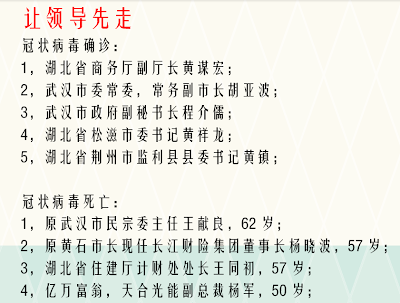 让领导先走
冠状病毒确诊：
1，湖北省商务厅副厅长黄谋宏；
2，武汉市委常委，常务副市长胡亚波；
3，武汉市政府副秘书长程介儒；
4，湖北省松滋市委书记黄祥龙；
5，湖北省荆州市监利县县委书记黄镇；
冠状病毒死亡：
1，原武汉市民宗委主任王献良，62 岁；
2，原黄石市长现任长江财险集团董事长杨晓波，57 岁；
3，湖北省住建厅计财处处长王同初，57 岁；
4，亿万富翁，天合光能副总裁杨军，50 岁；